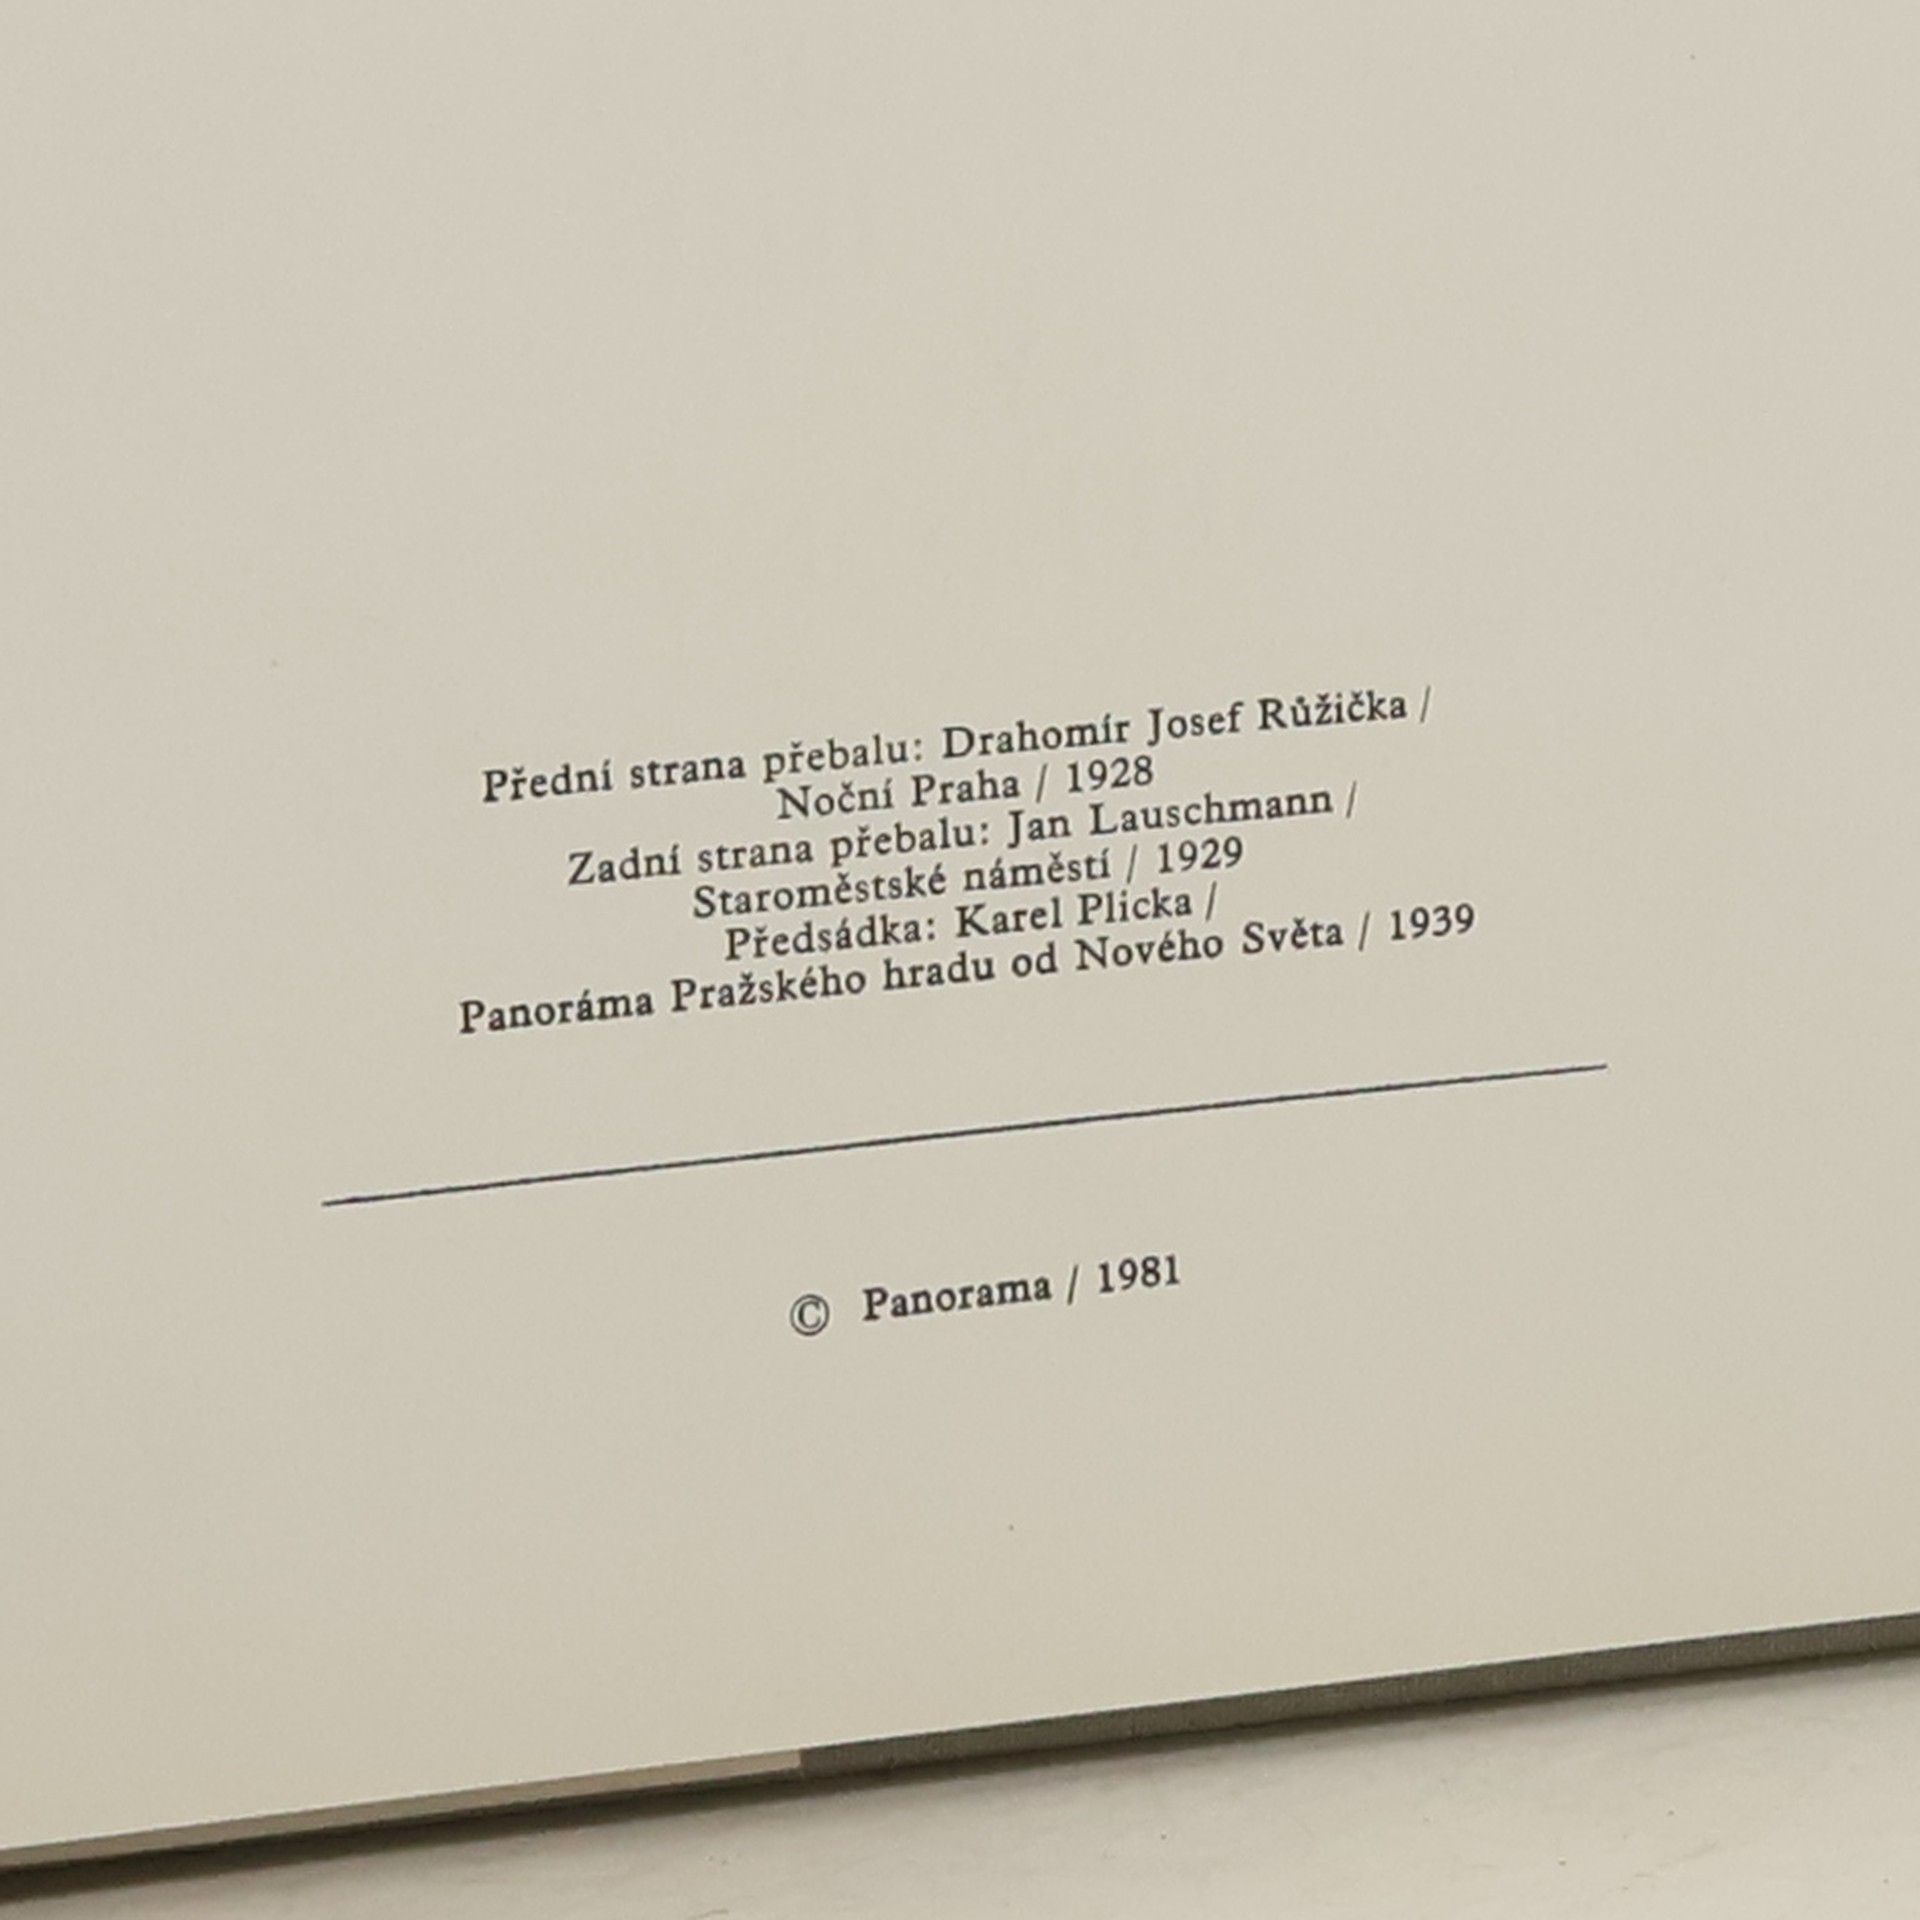 Přední strana přebalu: Drahomír Josef Růžička /
Noční Praha / 1928
Zadní strana přebalu: Jan Lauschmann /
Staroměstské náměstí / 1929
Předsádka: Karel Plicka /
Panoráma Pražského hradu od Nového Světa / 1939
© Panorama / 1981